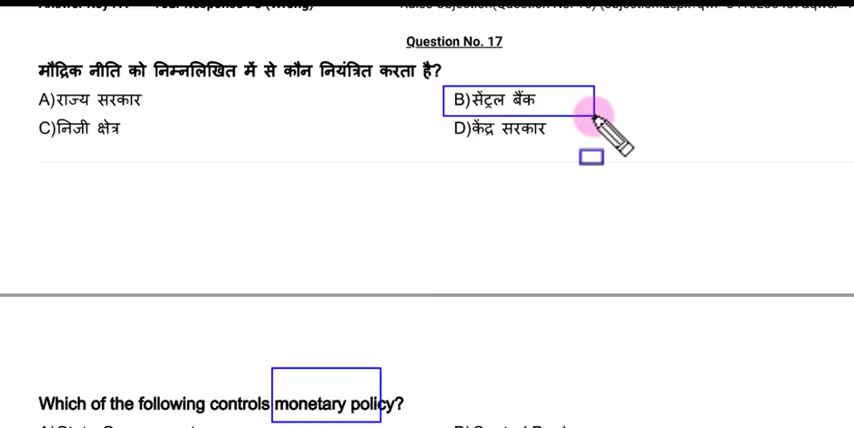 Question No. 17
मौद्रिक नीति को निम्नलिखित में से कौन नियंत्रित करता है?
A)राज्य सरकार B)सेंट्रल बैंक
C)निजी क्षेत्र D)केंद्र सरकार
Which of the following controls monetary policy?